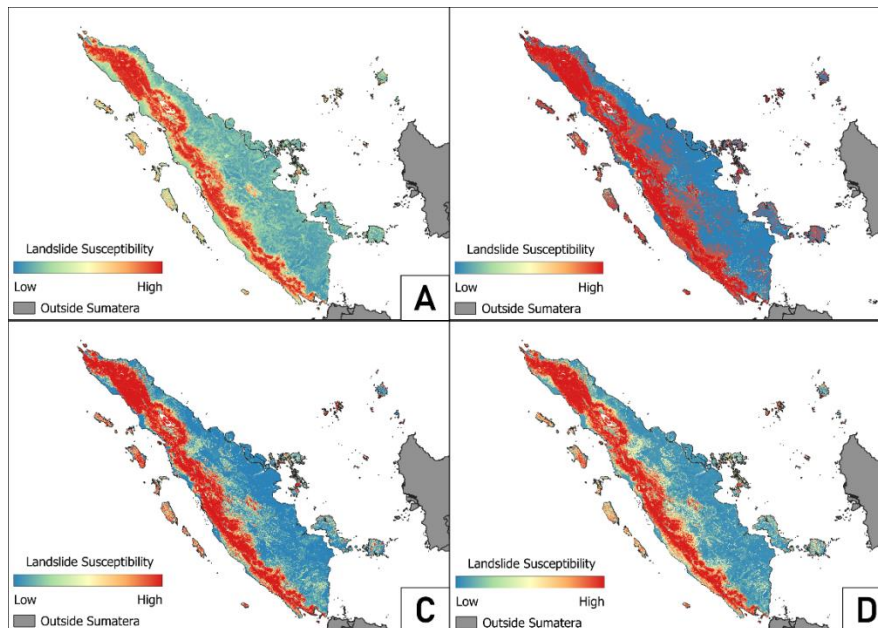 Landslide Susceptibility
Low High
Outside Sumatera
A
Landslide Susceptibility
Low High
Outside Sumatera
Landslide Susceptibility
Low High
Outside Sumatera
C
Landslide Susceptibility
Low High
Outside Sumatera
D